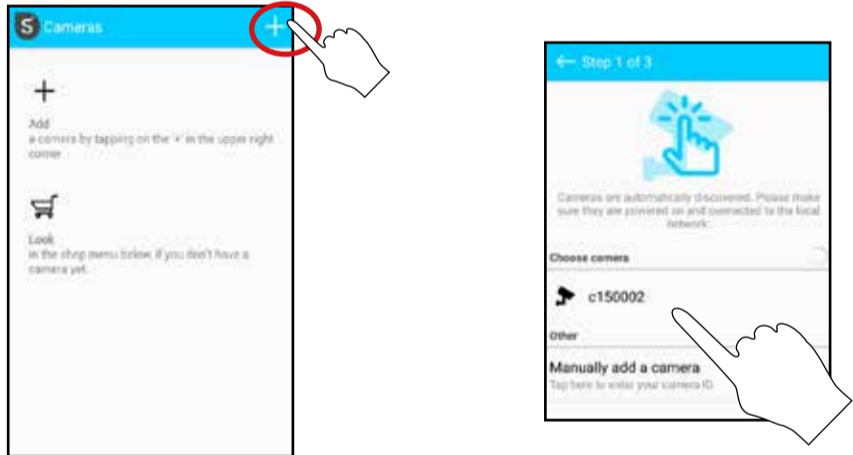 S Cameras +
Add
a camera by tapping on the '+' in the upper right
corner
Look
in the shop menu below, if you don't have a
camera yet.
← Step 1 of 3
Cameras are automatically discovered. Please make
sure they are powered on and connected to the local
network.
Choose camera
c150002
Other
Manually add a camera
Tap here to enter your camera ID.